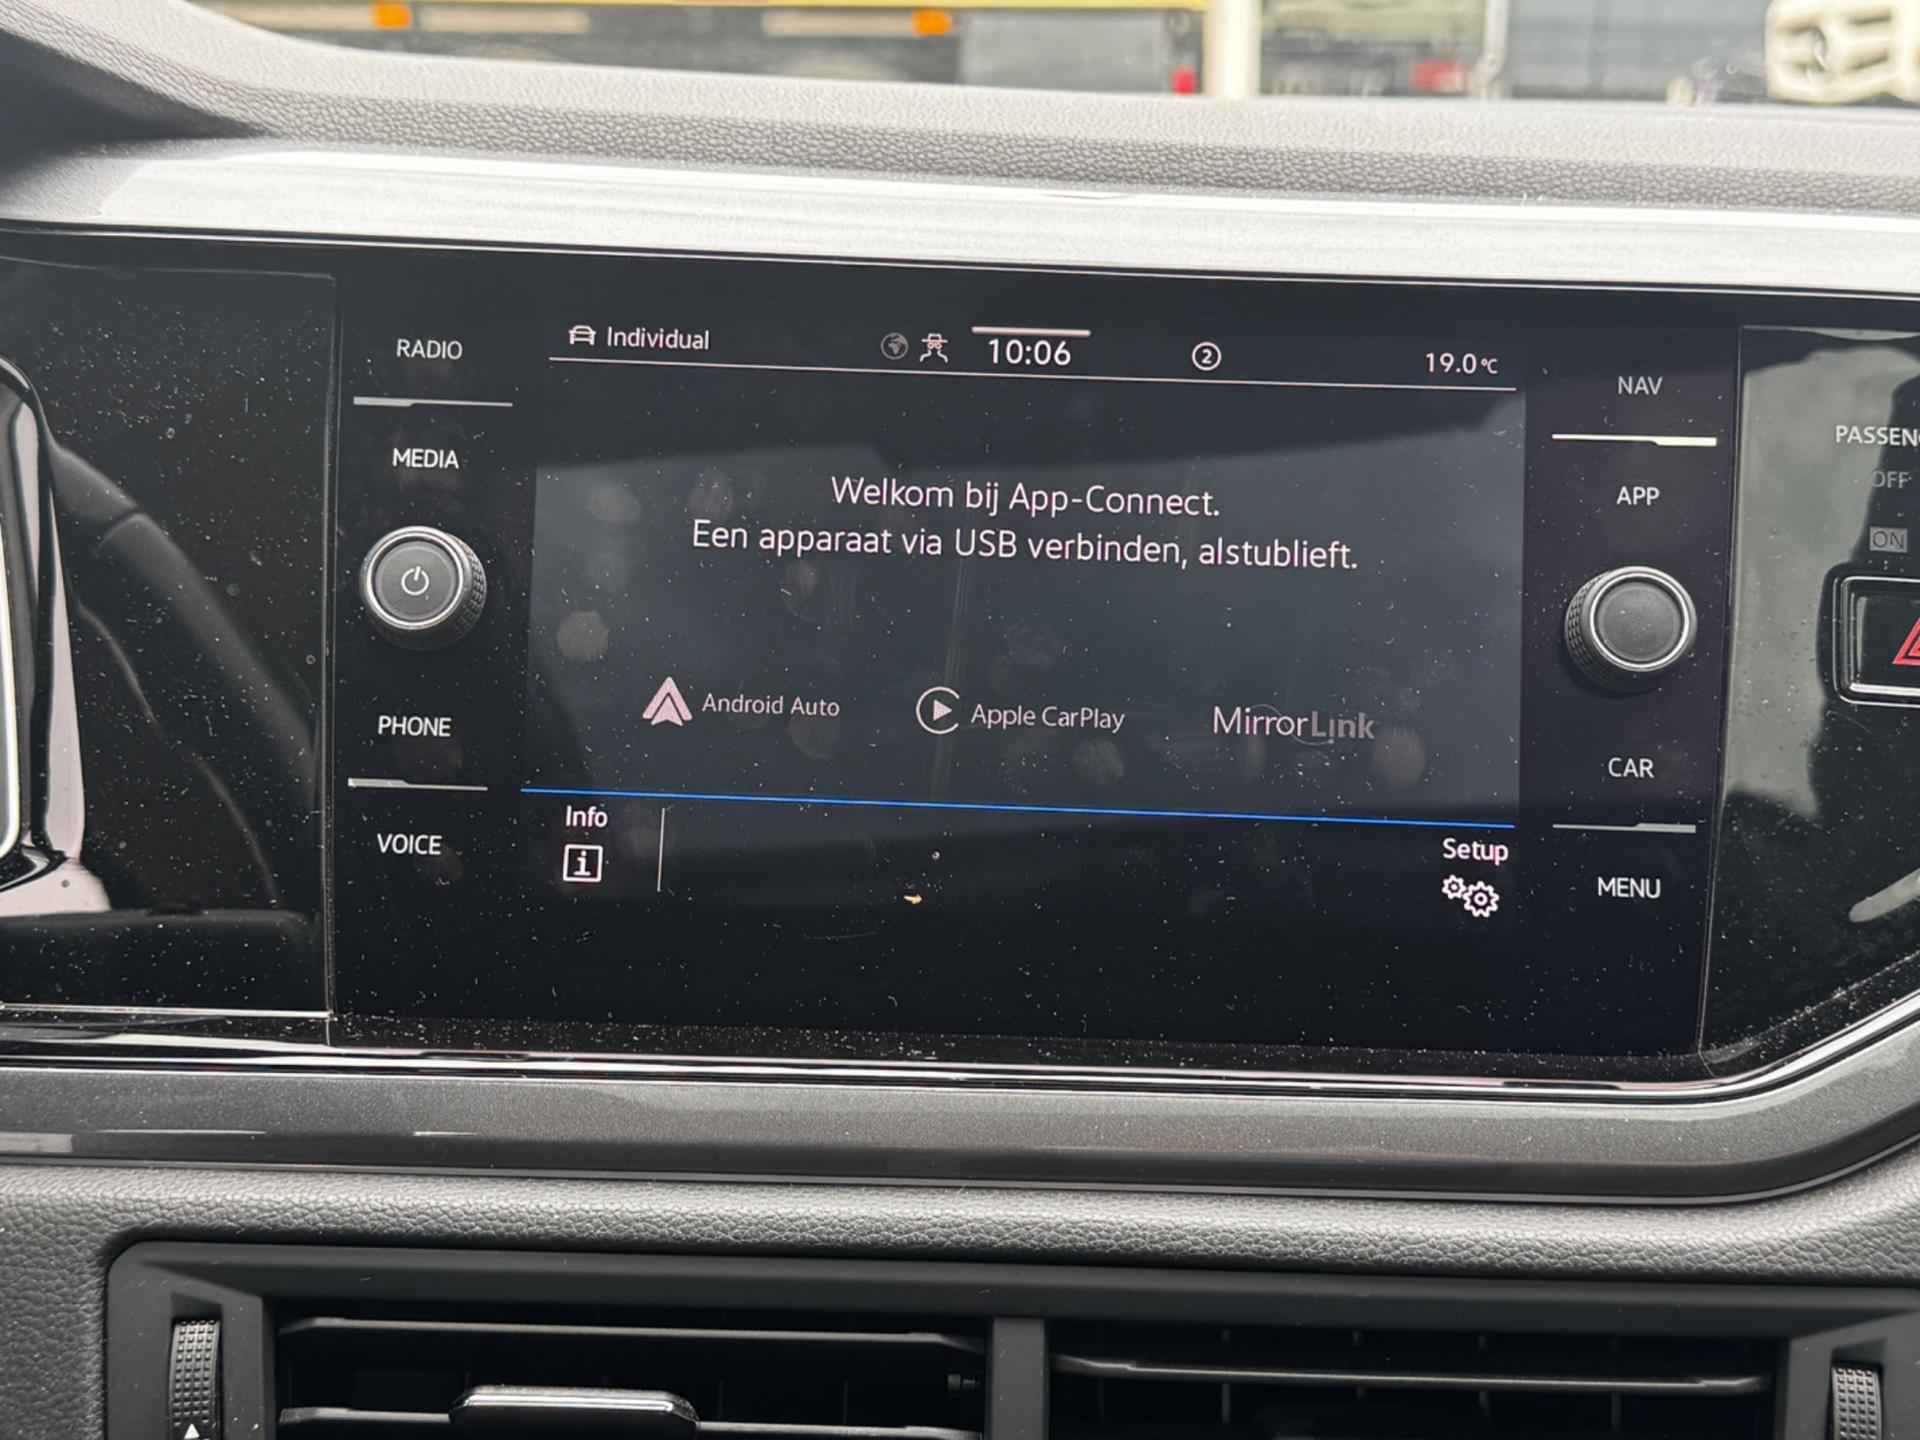 RADIO
MEDIA
PHONE
VOICE
Individual
10:06
2
19.0°C
Welkom bij App-Connect.
Een apparaat via USB verbinden, alstublieft.
Android Auto
Apple CarPlay
MirrorLink
Info
i
Setup
NAV
APP
CAR
MENU
PASSENG
OFF
ON